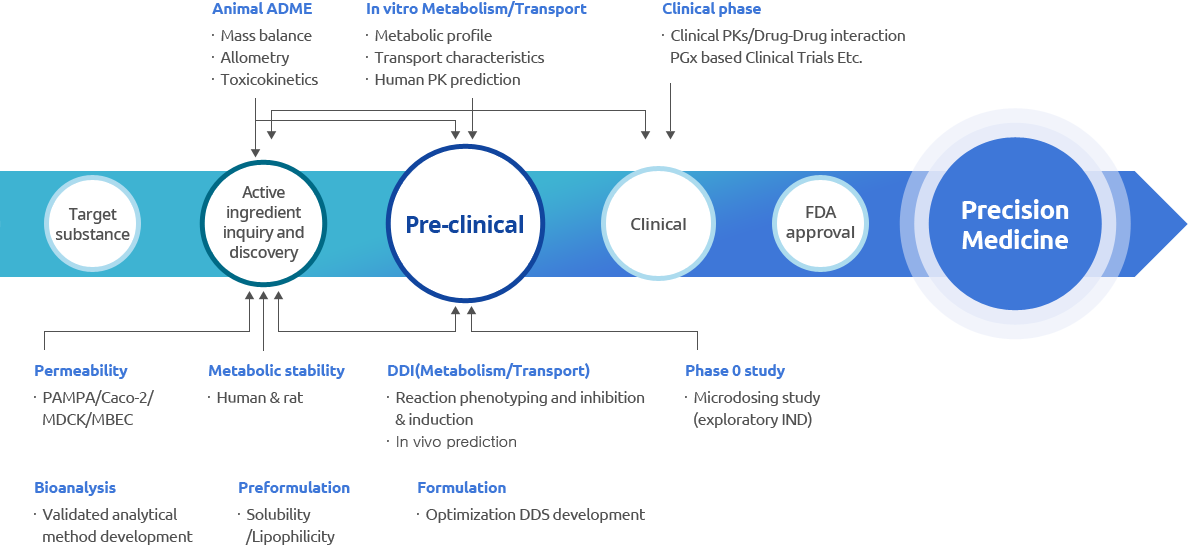 Animal ADME
· Mass balance
· Allometry
· Toxicokinetics
In vitro Metabolism/Transport
· Metabolic profile
· Transport characteristics
· Human PK prediction
Clinical phase
· Clinical PKs/Drug-Drug interaction
PGx based Clinical Trials Etc.
Target
substance
Active
ingredient
inquiry and
discovery
Pre-clinical
Clinical
FDA
approval
Precision
Medicine
Permeability
· PAMPA/Caco-2/
MDCK/MBEC
Metabolic stability
· Human & rat
DDI(Metabolism/Transport)
· Reaction phenotyping and inhibition
& induction
· In vivo prediction
Phase 0 study
· Microdosing study
(exploratory IND)
Bioanalysis
· Validated analytical
method development
Preformulation
· Solubility
/Lipophilicity
Formulation
· Optimization DDS development